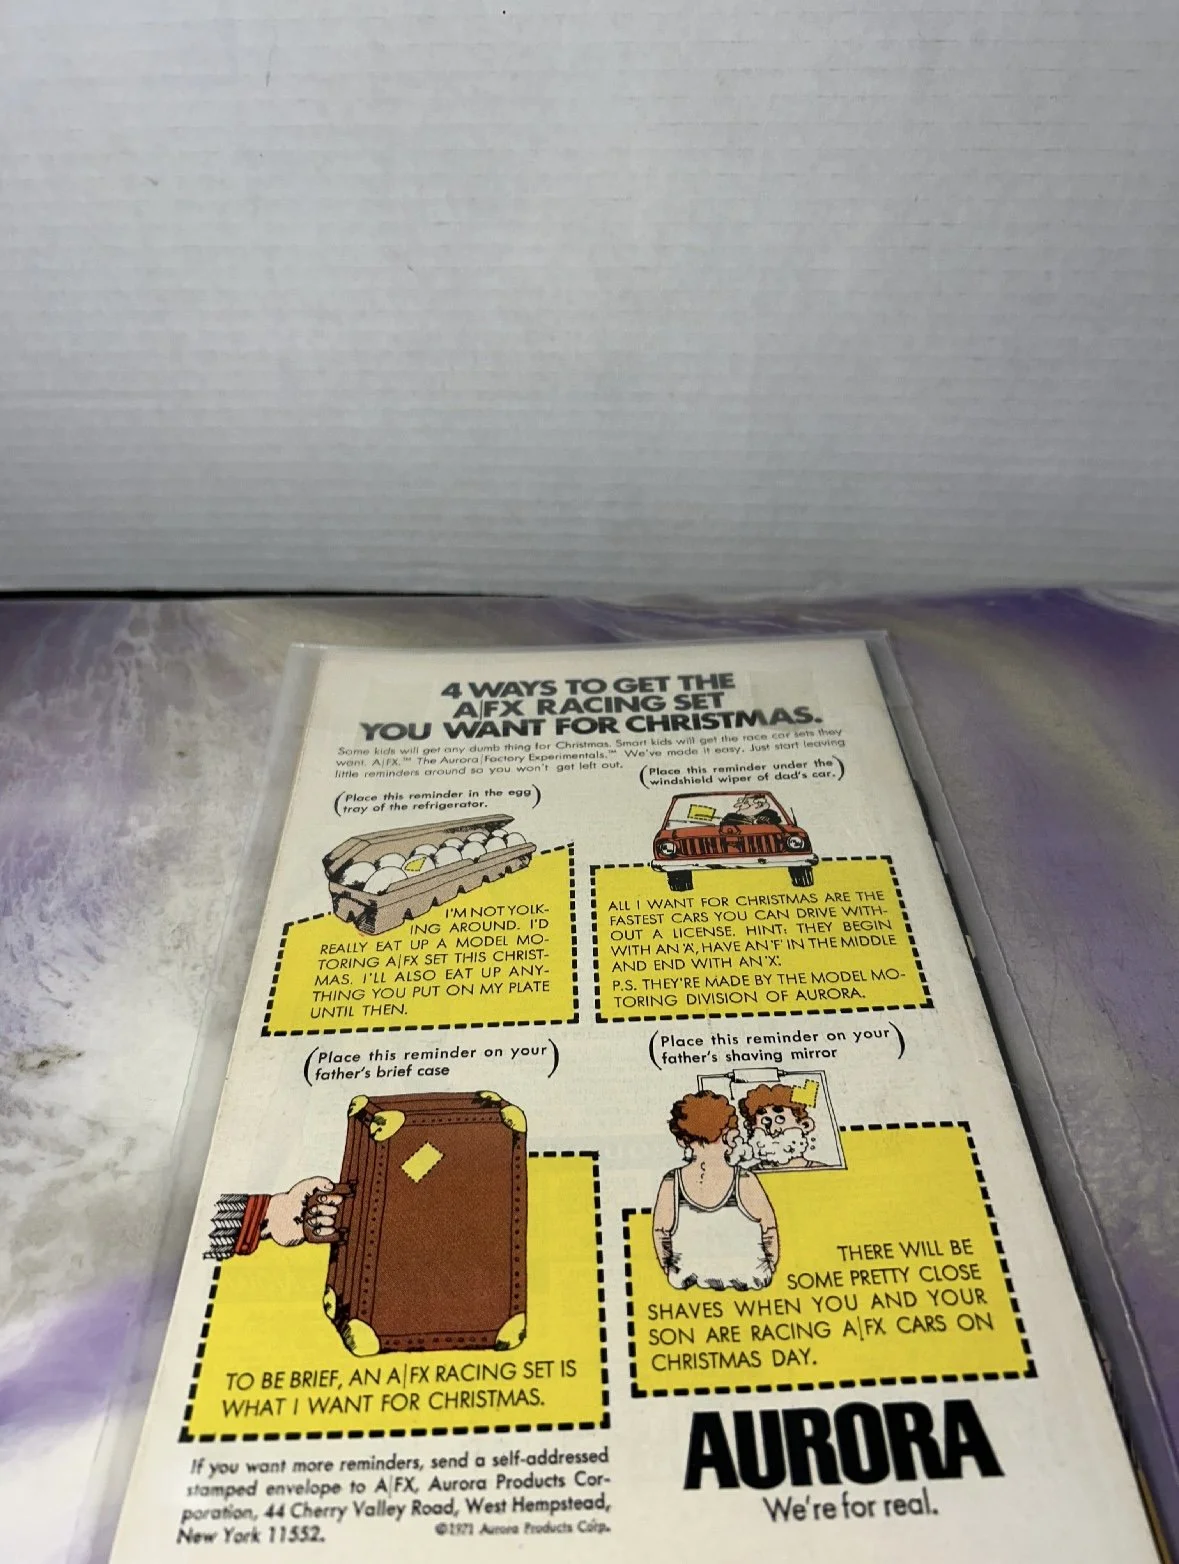 4 WAYS TO GET THE
A|FX RACING SET
YOU WANT FOR CHRISTMAS.
Some kids will get any dumb thing for Christmas. Smart kids will get the race car sets they
want. A|FX.™ The Aurora|Factory Experimentals.™ We've made it easy. Just start leaving
little reminders around so you won't get left out.
(Place this reminder in the egg
tray of the refrigerator.)
I'M NOT YOLK-
ING AROUND. I'D
REALLY EAT UP A MODEL MO-
TORING A|FX SET THIS CHRIST-
MAS. I'LL ALSO EAT UP ANY-
THING YOU PUT ON MY PLATE
UNTIL THEN.
(Place this reminder under the
windshield wiper of dad's car.)
ALL I WANT FOR CHRISTMAS ARE THE
FASTEST CARS YOU CAN DRIVE WITH-
OUT A LICENSE. HINT: THEY BEGIN
WITH AN 'A', HAVE AN 'F' IN THE MIDDLE
AND END WITH AN 'X'.
P.S. THEY'RE MADE BY THE MODEL MO-
TORING DIVISION OF AURORA.
(Place this reminder on your
father's brief case)
TO BE BRIEF, AN A|FX RACING SET IS
WHAT I WANT FOR CHRISTMAS.
(Place this reminder on your
father's shaving mirror)
THERE WILL BE
SOME PRETTY CLOSE
SHAVES WHEN YOU AND YOUR
SON ARE RACING A|FX CARS ON
CHRISTMAS DAY.
If you want more reminders, send a self-addressed
stamped envelope to A|FX, Aurora Products Cor-
poration, 44 Cherry Valley Road, West Hempstead,
New York 11552.
©1971 Aurora Products Corp.
AURORA
We're for real.